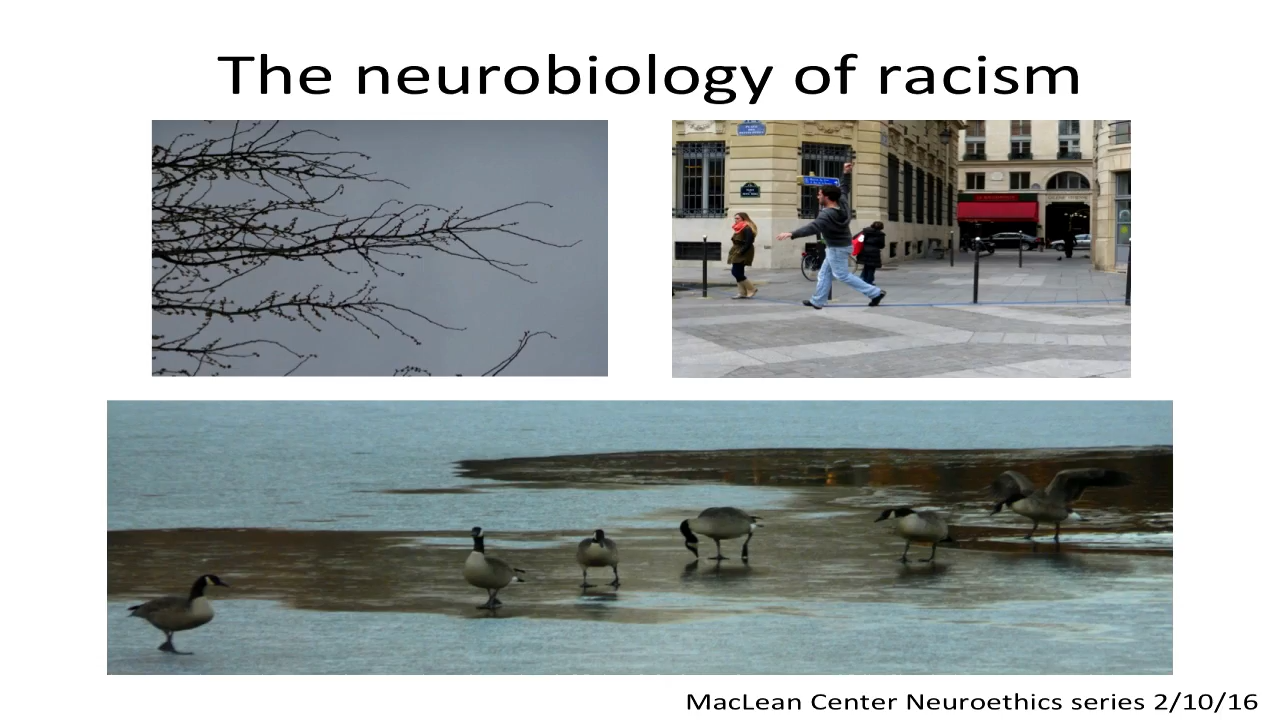 The neurobiology of racism
MacLean Center Neuroethics series 2/10/16